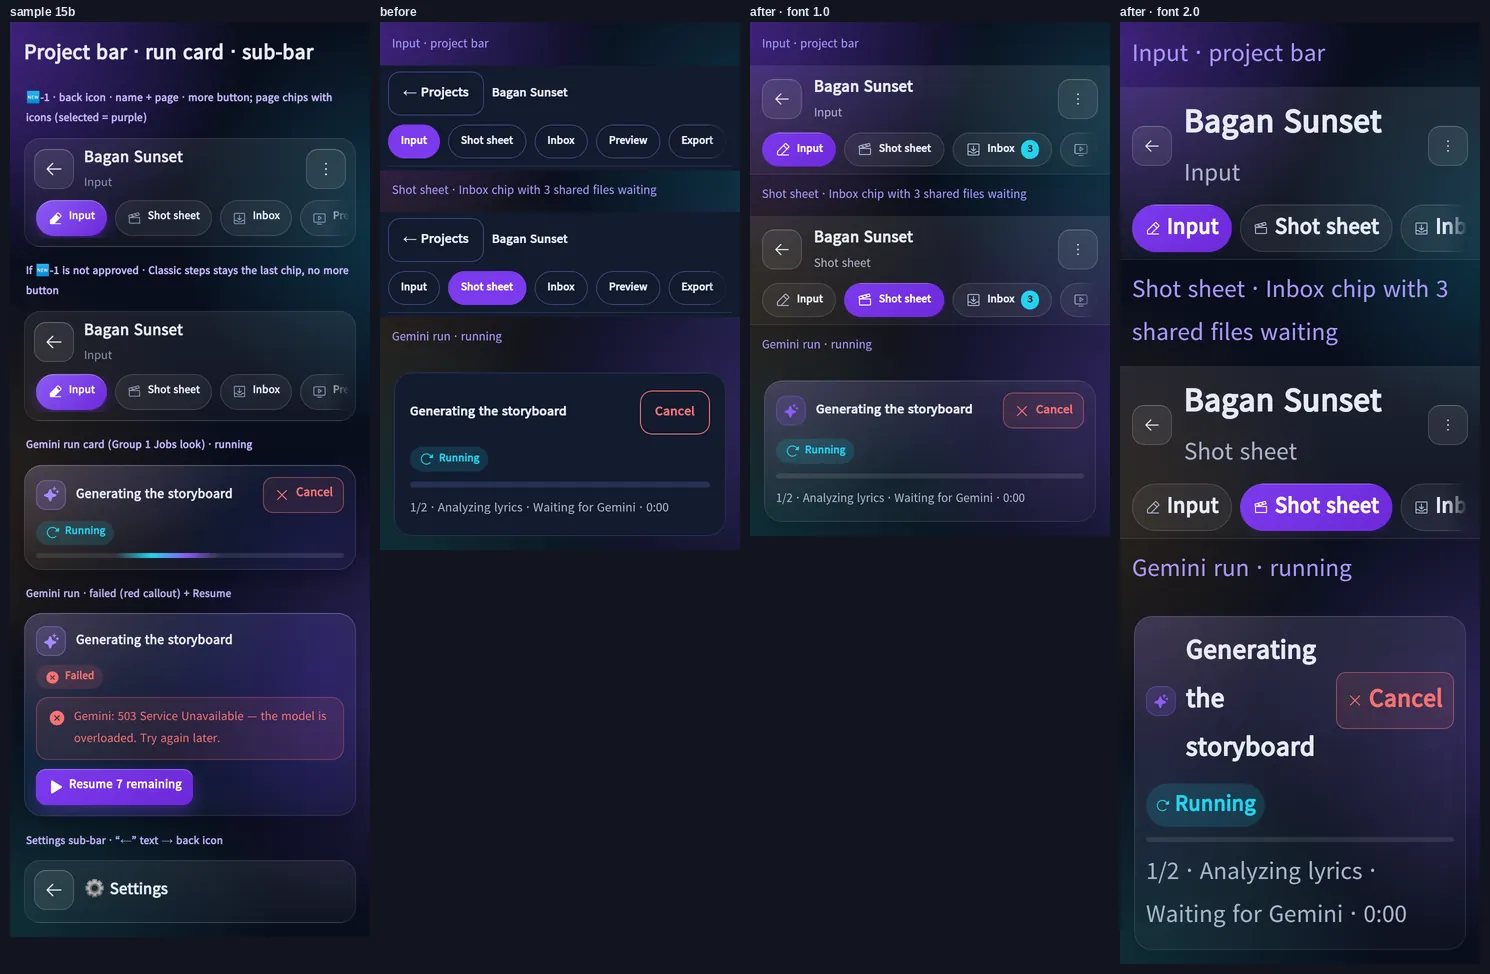 sample 15b
Project bar · run card · sub-bar
NEW-1 · back icon · name + page · more button; page chips with
icons (selected = purple)
Bagan Sunset
Input
Input
Shot sheet
Inbox
Pre
If NEW-1 is not approved · Classic steps stays the last chip, no more
button
Bagan Sunset
Input
Input
Shot sheet
Inbox
Pre
Gemini run card (Group 1 Jobs look) · running
Generating the storyboard
Cancel
Running
Gemini run · failed (red callout) + Resume
Generating the storyboard
Failed
Gemini: 503 Service Unavailable — the model is
overloaded. Try again later.
Resume 7 remaining
Settings sub-bar · “←” text → back icon
Settings
before
Input · project bar
← Projects
Bagan Sunset
Input
Shot sheet
Inbox
Preview
Export
Shot sheet · Inbox chip with 3 shared files waiting
← Projects
Bagan Sunset
Input
Shot sheet
Inbox
Preview
Export
Gemini run · running
Generating the storyboard
Cancel
Running
1/2 · Analyzing lyrics · Waiting for Gemini · 0:00
after · font 1.0
Input · project bar
Bagan Sunset
Input
Input
Shot sheet
Inbox 3
Shot sheet · Inbox chip with 3 shared files waiting
Bagan Sunset
Shot sheet
Input
Shot sheet
Inbox 3
Gemini run · running
Generating the storyboard
Cancel
Running
1/2 · Analyzing lyrics · Waiting for Gemini · 0:00
after · font 2.0
Input · project bar
Bagan Sunset
Input
Input
Shot sheet
Inb
Shot sheet · Inbox chip with 3
shared files waiting
Bagan Sunset
Shot sheet
Input
Shot sheet
Inb
Gemini run · running
Generating
the
storyboard
Cancel
Running
1/2 · Analyzing lyrics ·
Waiting for Gemini · 0:00